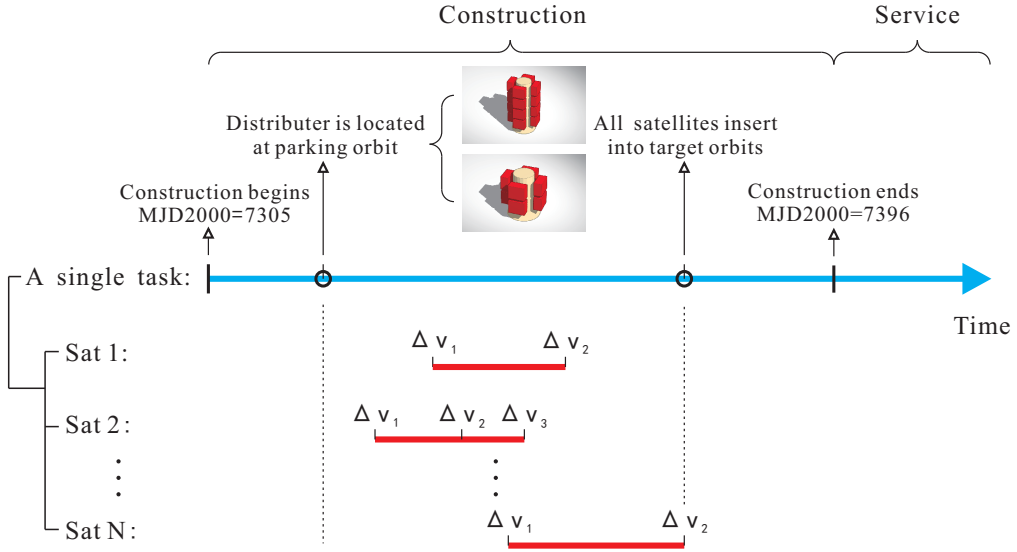 Construction
Service
Distributer is located
at parking orbit
All satellites insert
into target orbits
Construction begins
MJD2000=7305
Construction ends
MJD2000=7396
A single task:
Time
Sat 1:
Δ v₁
Δ v₂
Sat 2:
Δ v₁
Δ v₂
Δ v₃
Sat N:
Δ v₁
Δ v₂